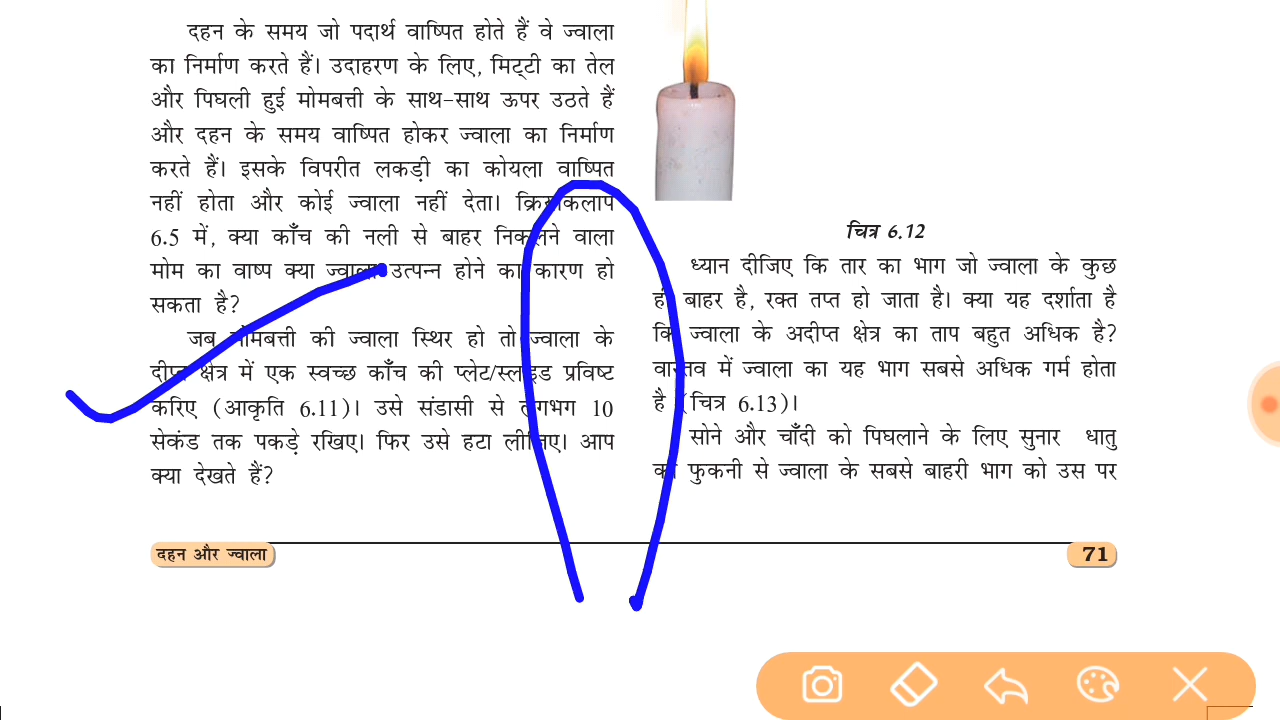 दहन के समय जो पदार्थ वाष्पित होते हैं वे ज्वाला
का निर्माण करते हैं। उदाहरण के लिए, मिट्टी का तेल
और पिघली हुई मोमबत्ती के साथ-साथ ऊपर उठते हैं
और दहन के समय वाष्पित होकर ज्वाला का निर्माण
करते हैं। इसके विपरीत लकड़ी का कोयला वाष्पित
नहीं होता और कोई ज्वाला नहीं देता। क्रियाकलाप
6.5 में, क्या काँच की नली से बाहर निकलने वाला
मोम का वाष्प क्या ज्वाला उत्पन्न होने का कारण हो
सकता है?
जब मोमबत्ती की ज्वाला स्थिर हो तो ज्वाला के
दीप्त क्षेत्र में एक स्वच्छ काँच की प्लेट/स्लाइड प्रविष्ट
करिए (आकृति 6.11)। उसे संडासी से लगभग 10
सेकंड तक पकड़े रखिए। फिर उसे हटा लीजिए। आप
क्या देखते हैं?
चित्र 6.12
ध्यान दीजिए कि तार का भाग जो ज्वाला के कुछ
ही बाहर है, रक्त तप्त हो जाता है। क्या यह दर्शाता है
कि ज्वाला के अदीप्त क्षेत्र का ताप बहुत अधिक है?
वास्तव में ज्वाला का यह भाग सबसे अधिक गर्म होता
है (चित्र 6.13)।
सोने और चाँदी को पिघलाने के लिए सुनार धातु
की फुकनी से ज्वाला के सबसे बाहरी भाग को उस पर
दहन और ज्वाला
71